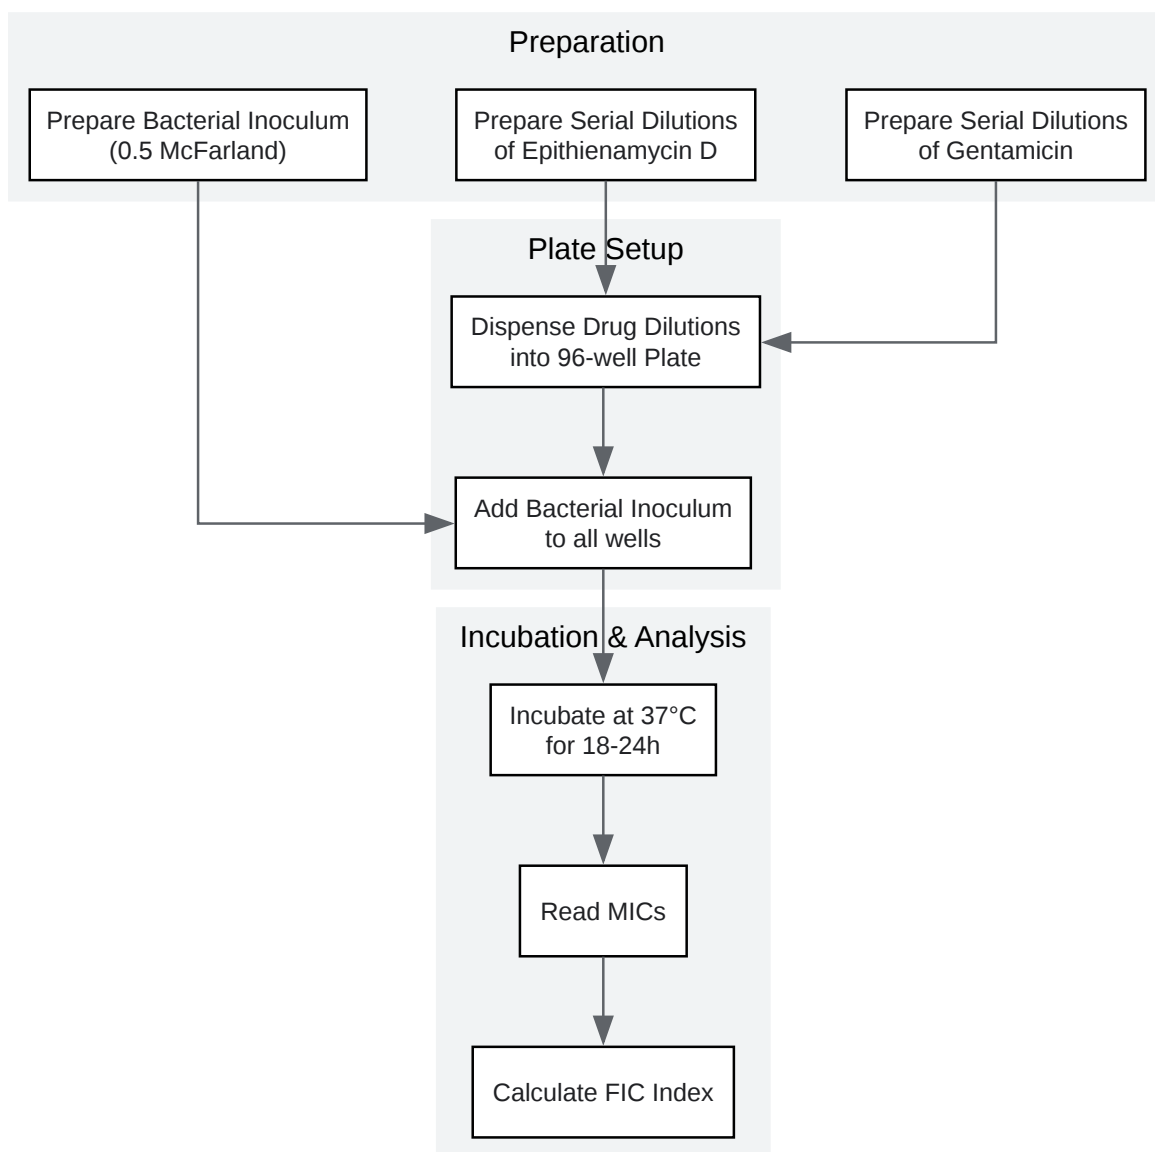 Preparation
Prepare Bacterial Inoculum
(0.5 McFarland)
Prepare Serial Dilutions
of Epithienamycin D
Prepare Serial Dilutions
of Gentamicin
Plate Setup
Dispense Drug Dilutions
into 96-well Plate
Add Bacterial Inoculum
to all wells
Incubation & Analysis
Incubate at 37°C
for 18-24h
Read MICs
Calculate FIC Index